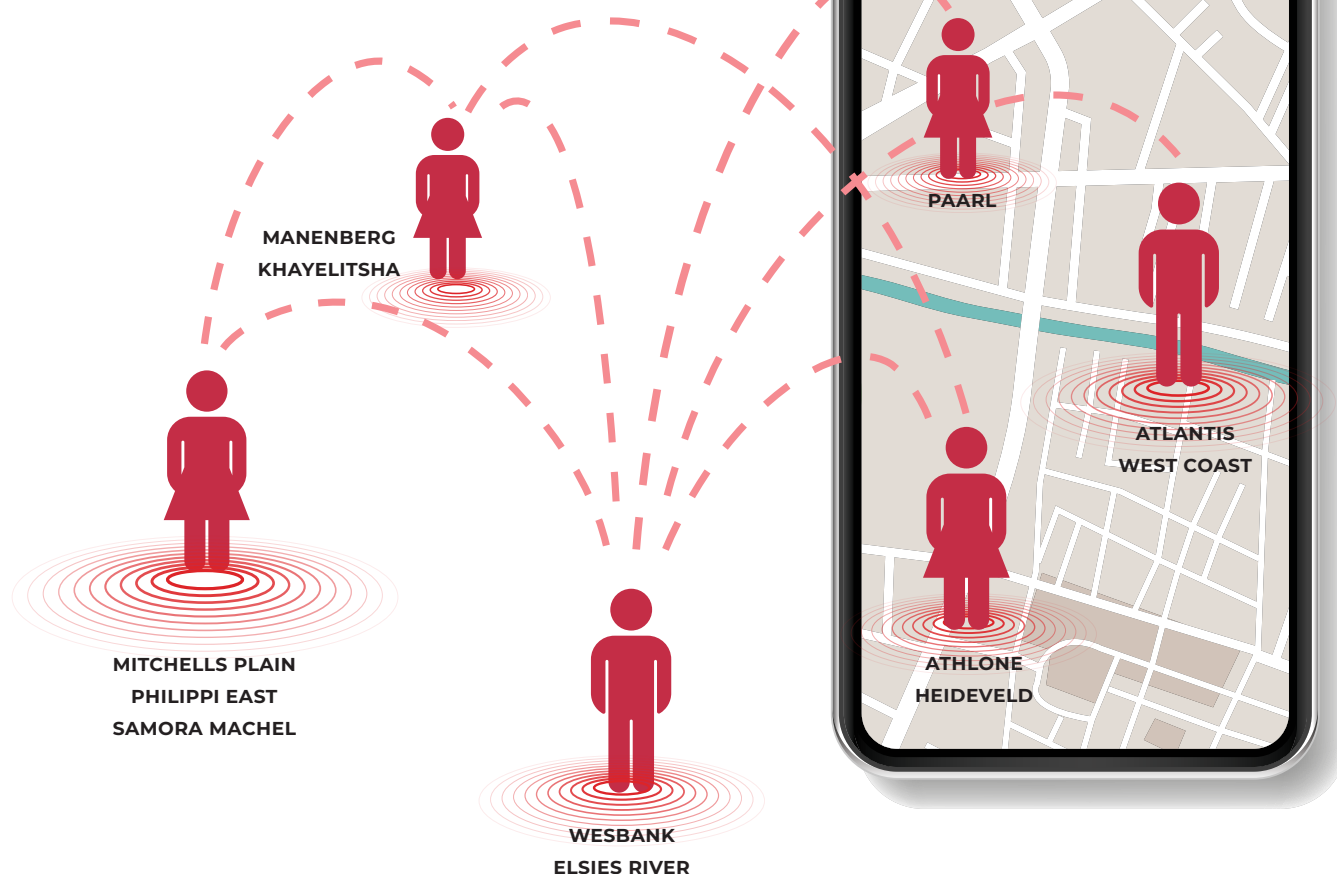 PAARL
MANENBERG
KHAYELITSHA
ATLANTIS
WEST COAST
MITCHELLS PLAIN
PHILIPPI EAST
SAMORA MACHEL
ATHLONE
HEIDEVELD
WESBANK
ELSIES RIVER